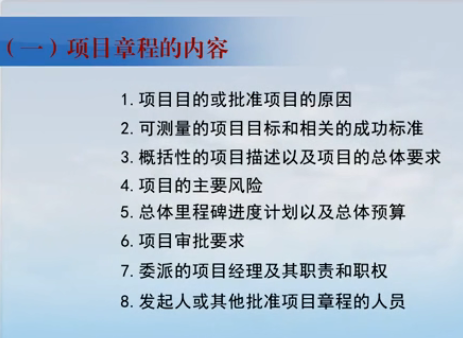 （一）项目章程的内容
1.项目目的或批准项目的原因
2.可测量的项目目标和相关的成功标准
3.概括性的项目描述以及项目的总体要求
4.项目的主要风险
5.总体里程碑进度计划以及总体预算
6.项目审批要求
7.委派的项目经理及其职责和职权
8.发起人或其他批准项目章程的人员